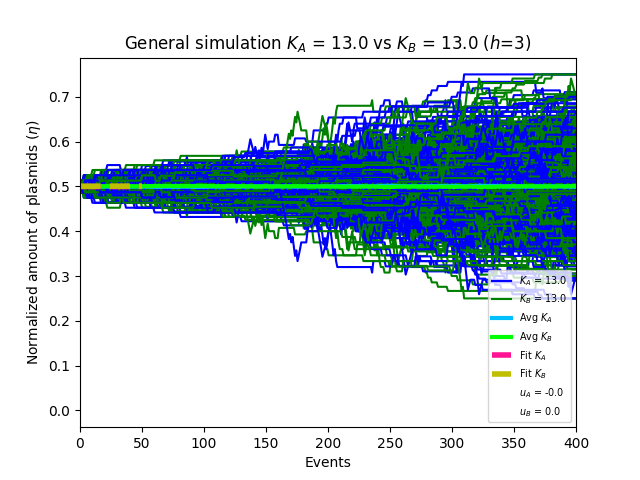 General simulation K_A = 13.0 vs K_B = 13.0 (h=3)
Normalized amount of plasmids (η)
0.7
0.6
0.5
0.4
0.3
0.2
0.1
0.0
K_A = 13.0
K_B = 13.0
Avg K_A
Avg K_B
Fit K_A
Fit K_B
u_A = -0.0
u_B = 0.0
0 50 100 150 200 250 300 350 400
Events